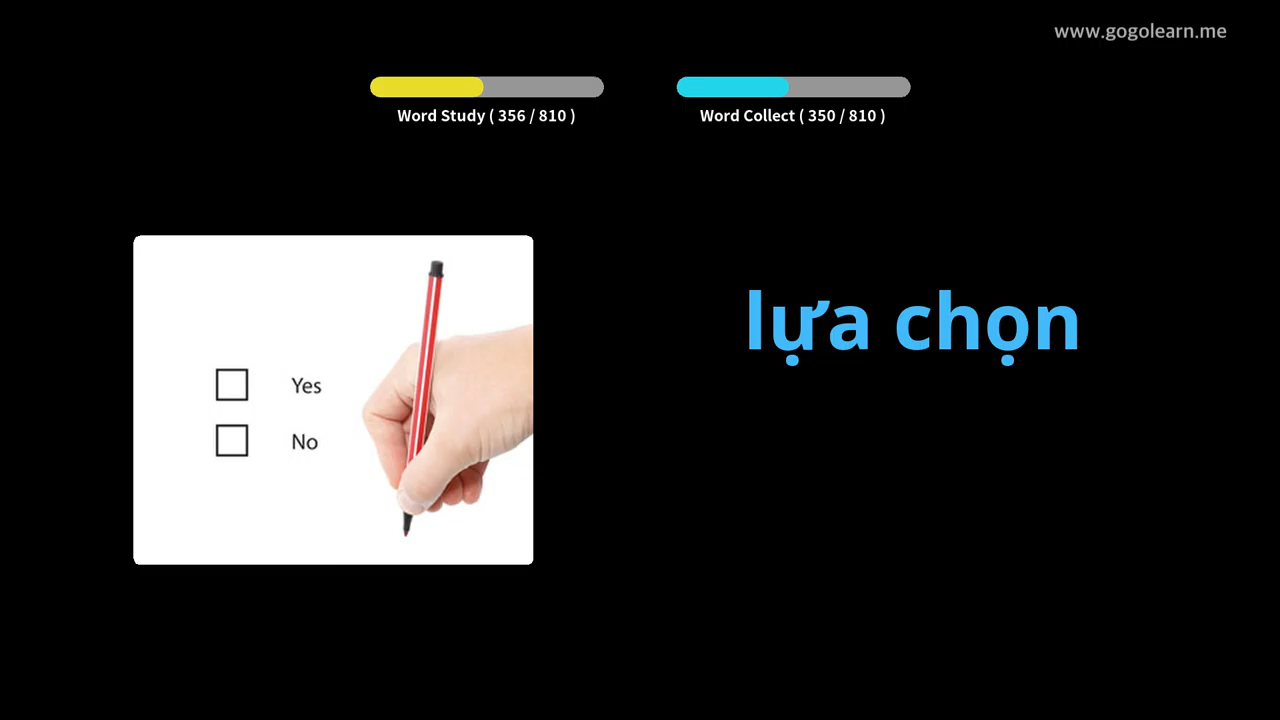 www.gogolearn.me
Word Study ( 356 / 810 )
Word Collect ( 350 / 810 )
Yes
No
lựa chọn